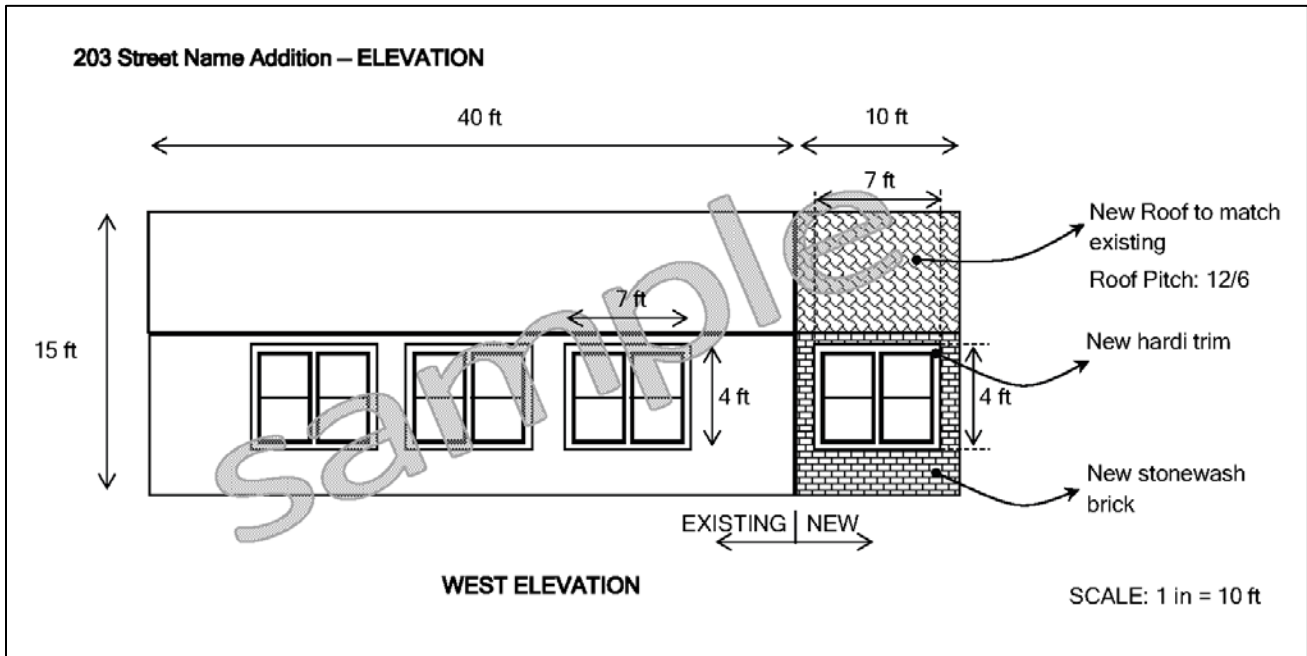 203 Street Name Addition – ELEVATION
40 ft
10 ft
7 ft
New Roof to match
existing
Roof Pitch: 12/6
7 ft
15 ft
New hardi trim
4 ft
4 ft
New stonewash
brick
EXISTING | NEW
WEST ELEVATION
SCALE: 1 in = 10 ft
sample